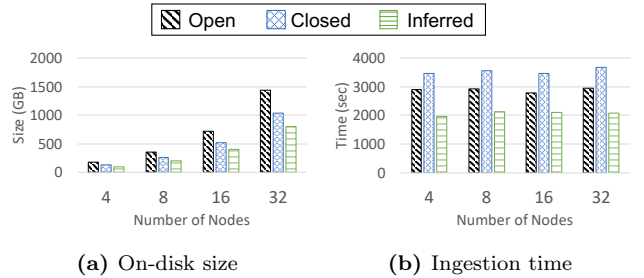 Open Closed Inferred
2000
1500
1000
500
0
Size (GB)
4 8 16 32
Number of Nodes
(a) On-disk size
4000
3000
2000
1000
0
Time (sec)
4 8 16 32
Number of Nodes
(b) Ingestion time